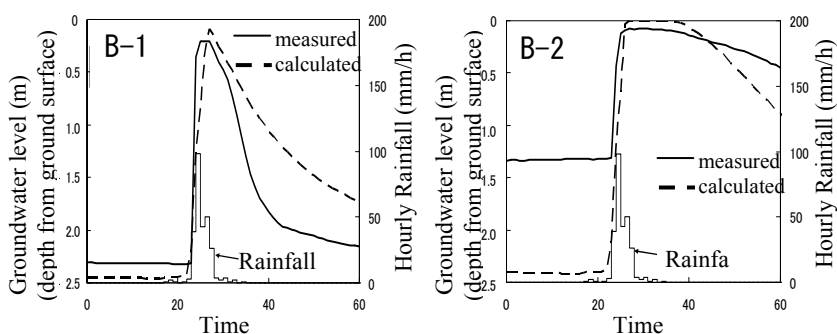 B-1
measured
calculated
Rainfall
0
0.5
1.0
1.5
2.0
2.5
200
150
100
50
0
0
20
40
60
Time
Groundwater level (m)
(depth from ground surface)
Hourly Rainfall (mm/h)
B-2
measured
calculated
Rainfa
0
0.5
1.0
1.5
2.0
2.5
200
150
100
50
0
0
20
40
60
Time
Groundwater level (m)
(depth from ground surface)
Hourly Rainfall (mm/h)